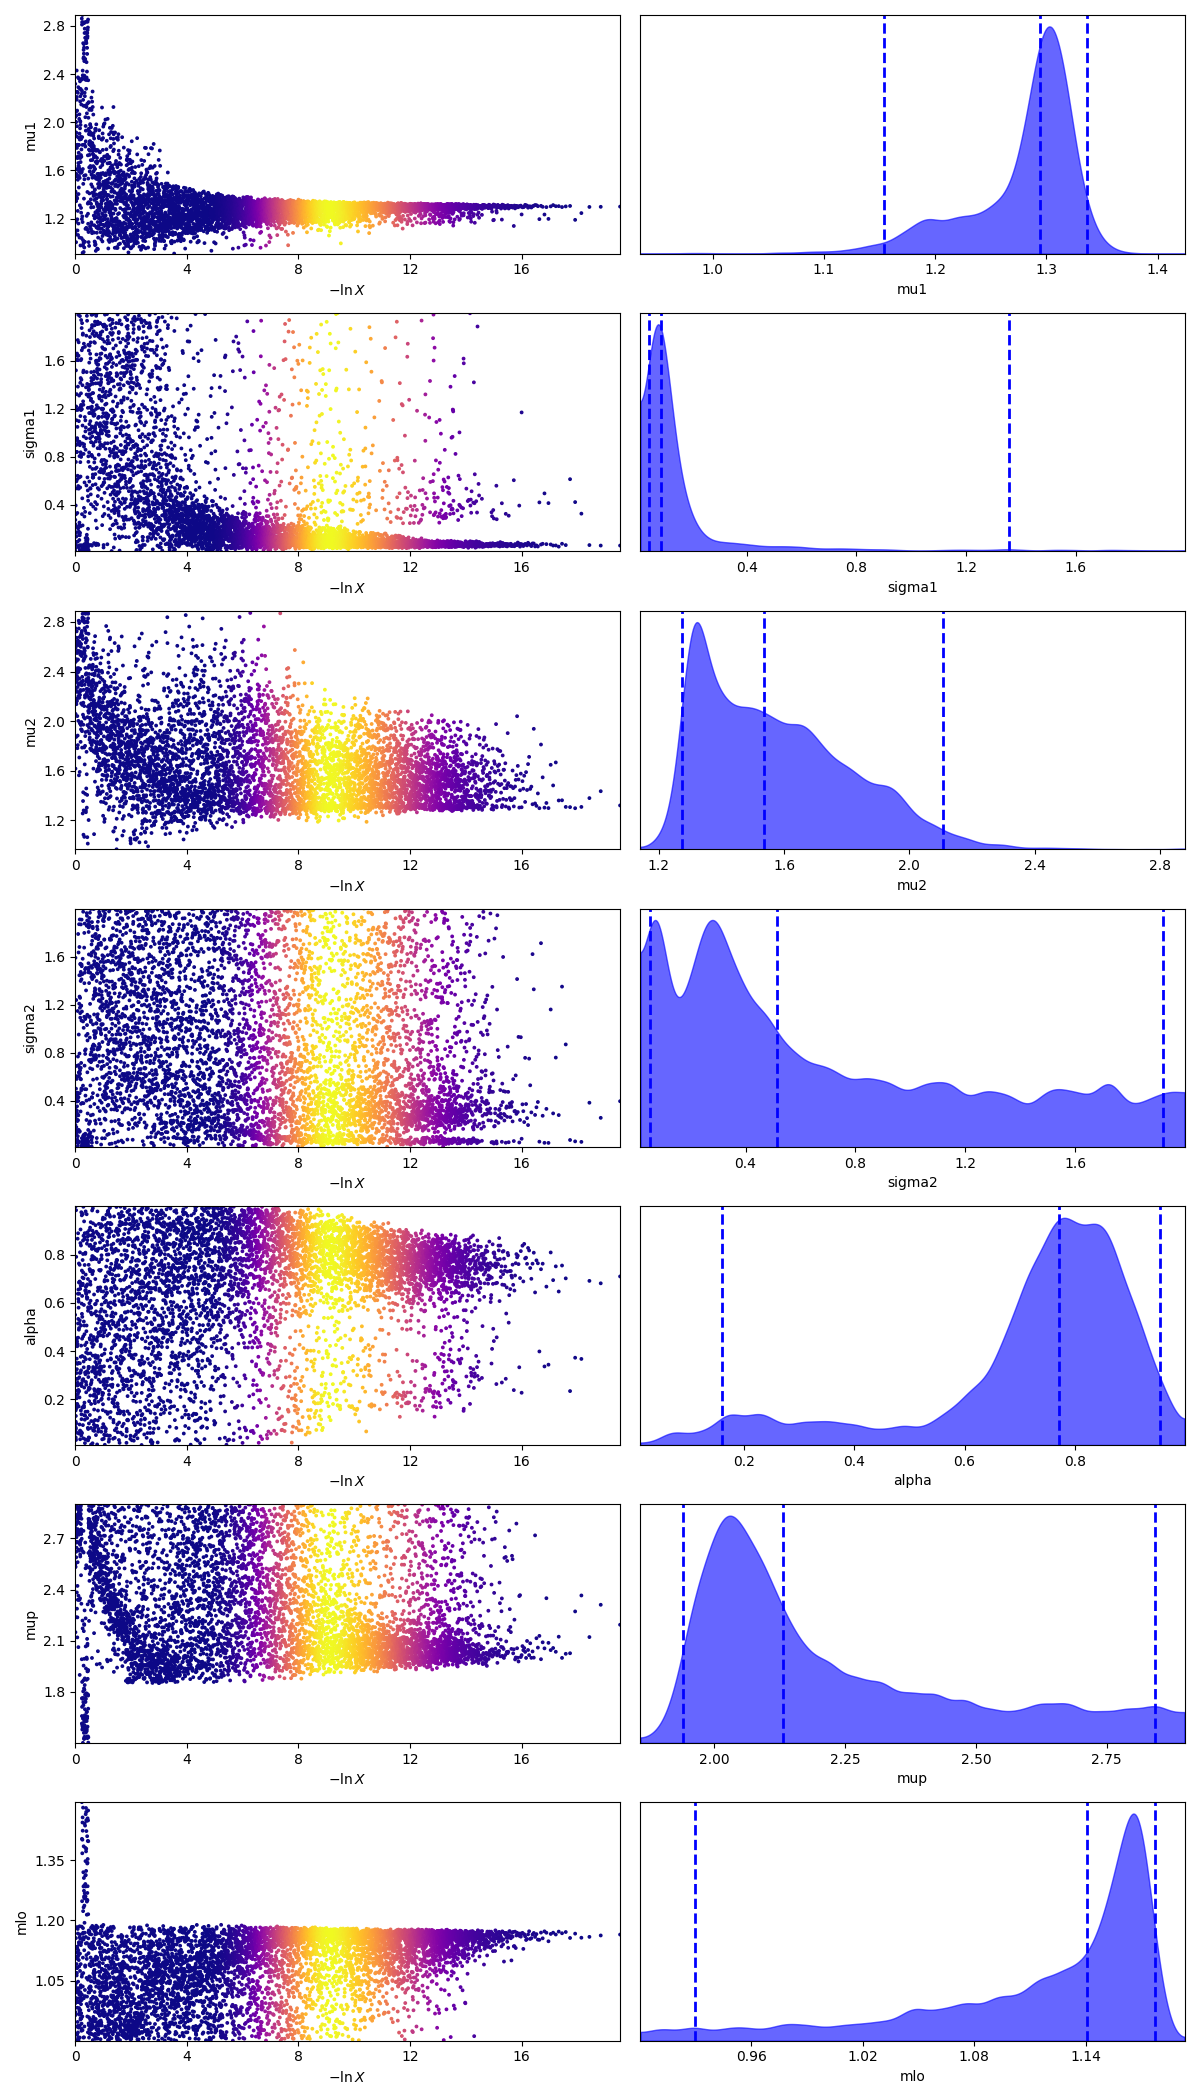 2.8
2.4
2.0
1.6
1.2
mu1
0 4 8 12 16
−ln X
1.0 1.1 1.2 1.3 1.4
mu1
1.6
1.2
0.8
0.4
sigma1
0 4 8 12 16
−ln X
0.4 0.8 1.2 1.6
sigma1
2.8
2.4
2.0
1.6
1.2
mu2
0 4 8 12 16
−ln X
1.2 1.6 2.0 2.4 2.8
mu2
1.6
1.2
0.8
0.4
sigma2
0 4 8 12 16
−ln X
0.4 0.8 1.2 1.6
sigma2
0.8
0.6
0.4
0.2
alpha
0 4 8 12 16
−ln X
0.2 0.4 0.6 0.8
alpha
2.7
2.4
2.1
1.8
mup
0 4 8 12 16
−ln X
2.00 2.25 2.50 2.75
mup
1.35
1.20
1.05
mlo
0 4 8 12 16
−ln X
0.96 1.02 1.08 1.14
mlo